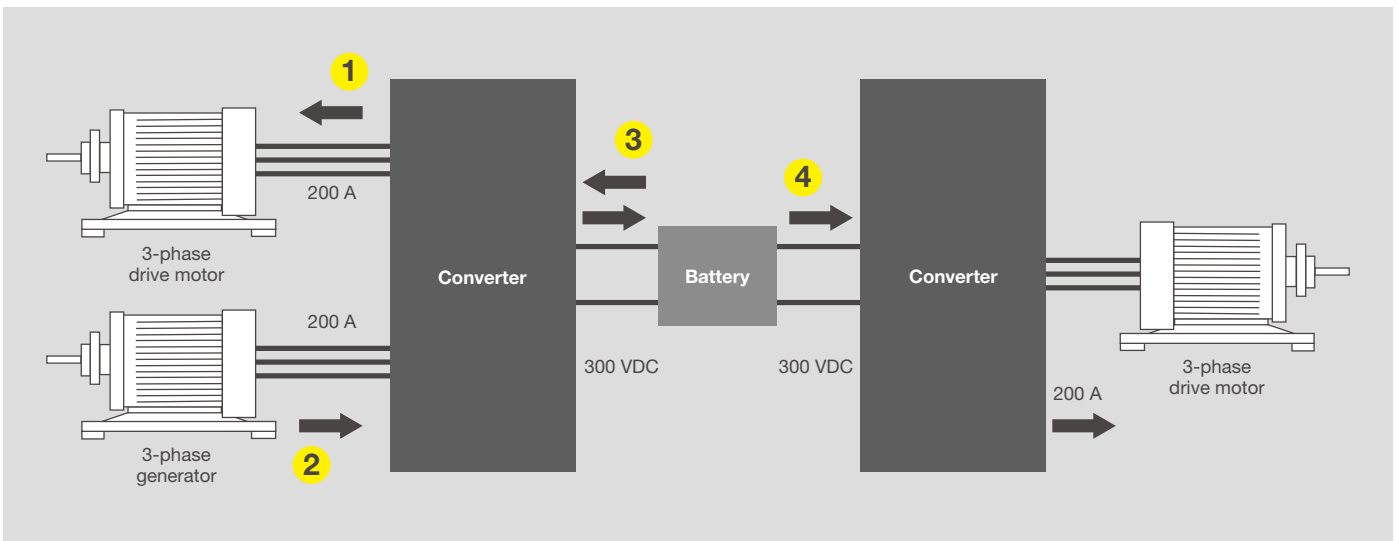 1
200 A
3-phase
drive motor
200 A
3-phase
generator
2
Converter
3
300 VDC
Battery
4
300 VDC
Converter
3-phase
drive motor
200 A